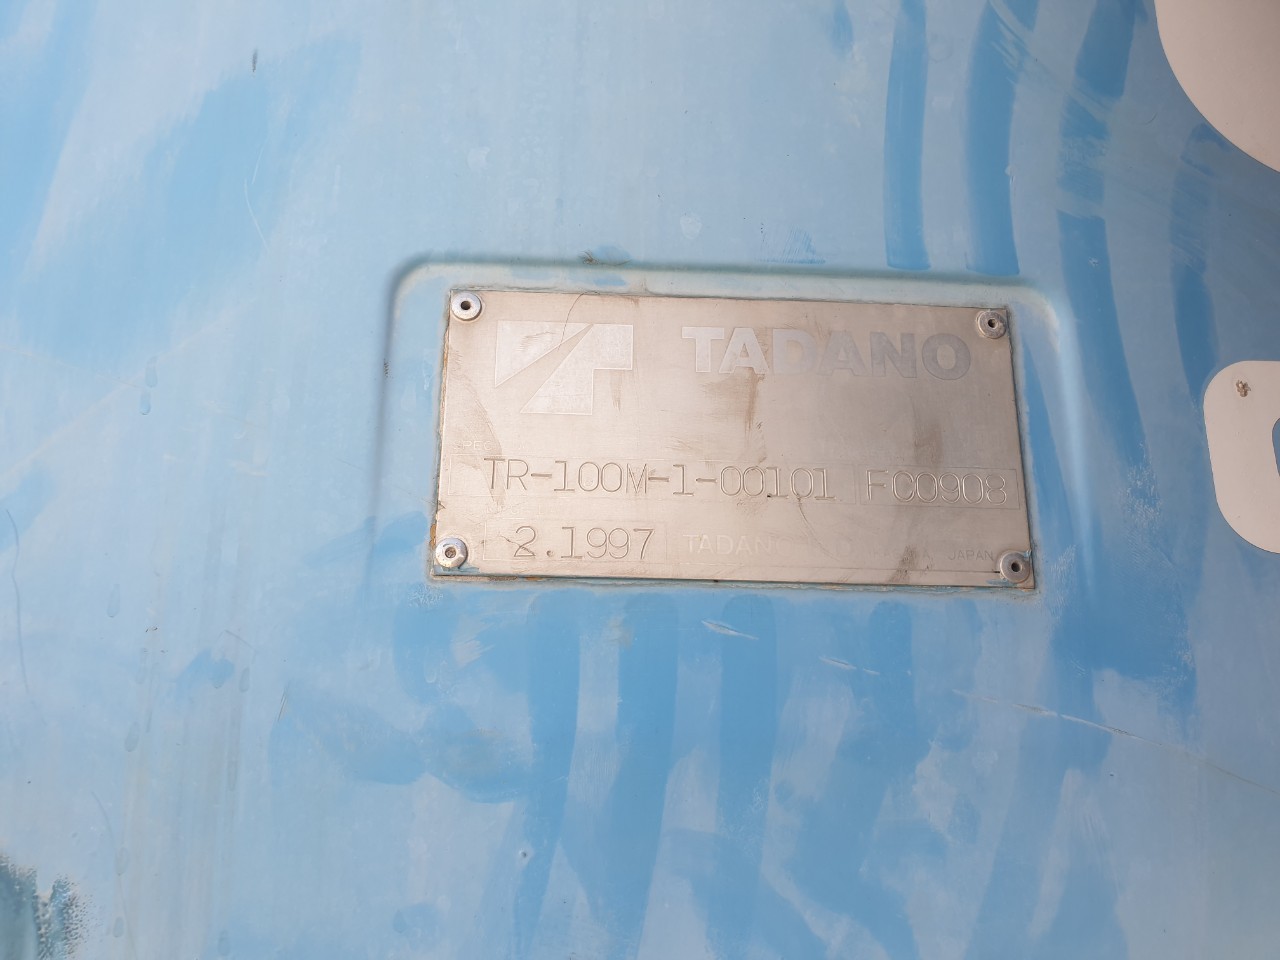 TADANO
TR-100M-1-00101 FC0908
2.1997 JAPAN